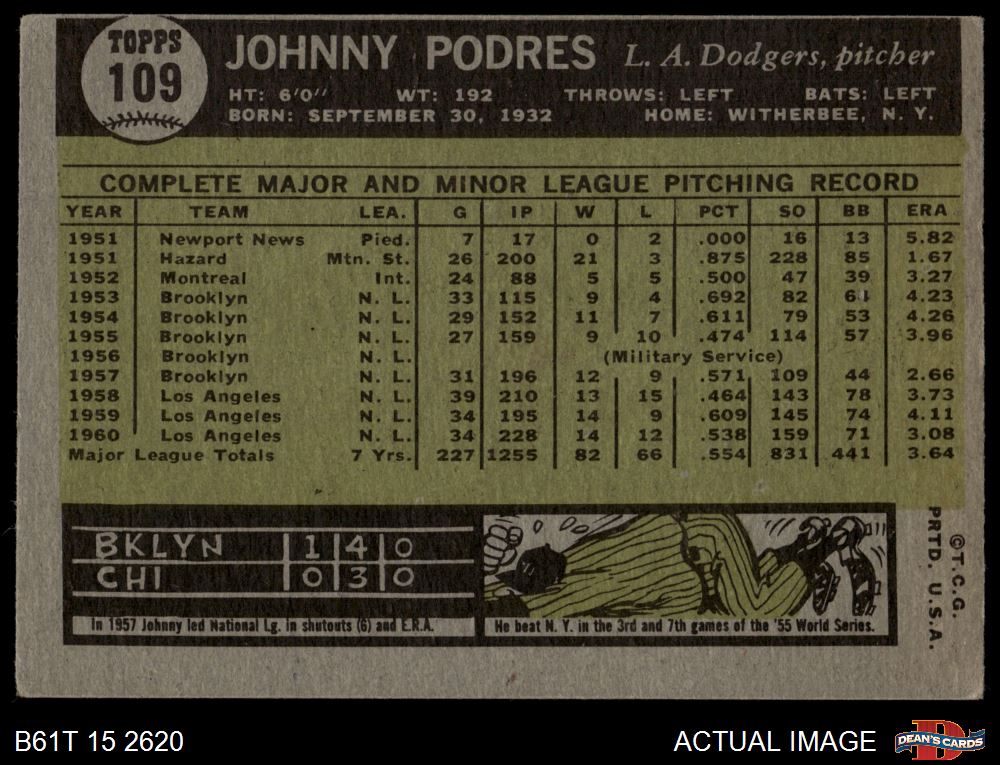 TOPPS
109
JOHNNY PODRES L. A. Dodgers, pitcher
HT: 6'0" WT: 192 THROWS: LEFT BATS: LEFT
BORN: SEPTEMBER 30, 1932 HOME: WITHERBEE, N. Y.
COMPLETE MAJOR AND MINOR LEAGUE PITCHING RECORD
YEAR TEAM LEA. G IP W L PCT SO BB ERA
1951 Newport News Pied. 7 17 0 2 .000 16 13 5.82
1951 Hazard Mtn. St. 26 200 21 3 .875 228 85 1.67
1952 Montreal Int. 24 88 5 5 .500 47 39 3.27
1953 Brooklyn N. L. 33 115 9 4 .692 82 4.23
1954 Brooklyn N. L. 29 152 11 7 .611 79 53 4.26
1955 Brooklyn N. L. 27 159 9 10 .474 114 57 3.96
1956 Brooklyn N. L. (Military Service)
1957 Brooklyn N. L. 31 196 12 9 .571 109 44 2.66
1958 Los Angeles N. L. 39 210 13 15 .464 143 78 3.73
1959 Los Angeles N. L. 34 195 14 9 .609 145 74 4.11
1960 Los Angeles N. L. 34 228 14 12 .538 159 71 3.08
Major League Totals 7 Yrs. 227 1255 82 66 .554 831 441 3.64
BKLYN 1 4 0
CHI 0 3 0
In 1957 Johnny led National Lg. in shutouts (6) and E.R.A.
He beat N. Y. in the 3rd and 7th games of the '55 World Series.
©T.C.G.
PRTD. U.S.A.
B61T 15 2620
ACTUAL IMAGE
DEAN'S CARDS